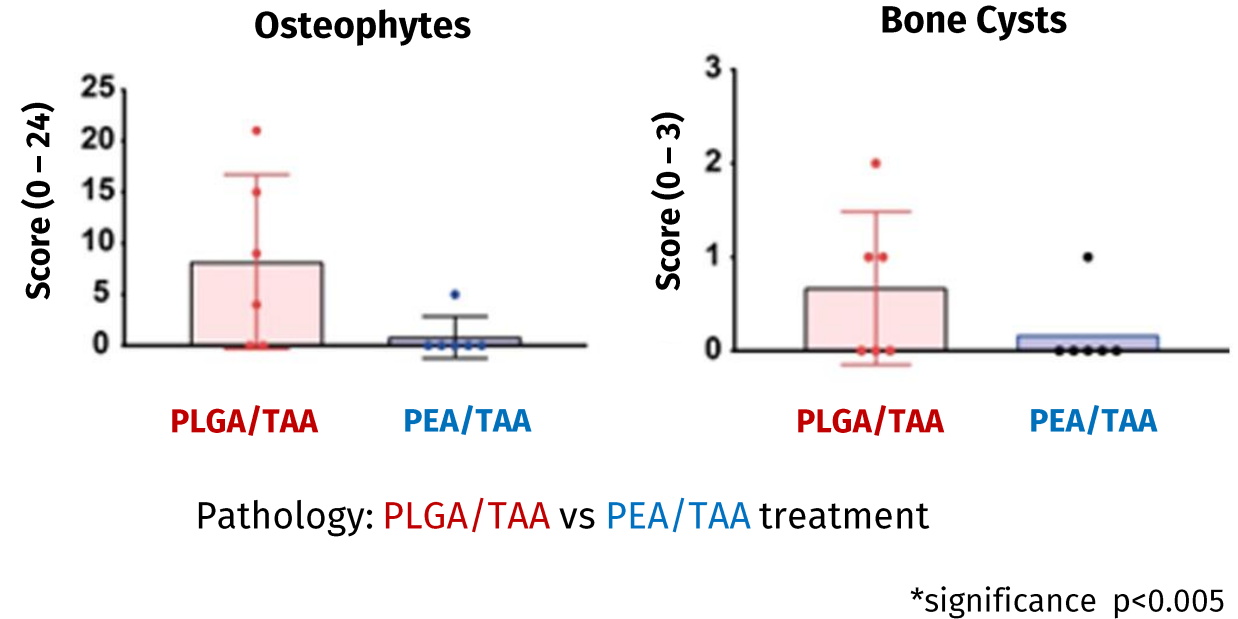 Osteophytes
Score (0 – 24)
25
20
15
10
5
0
PLGA/TAA
PEA/TAA
Bone Cysts
Score (0 – 3)
3
2
1
0
PLGA/TAA
PEA/TAA
Pathology: PLGA/TAA vs PEA/TAA treatment
*significance p<0.005